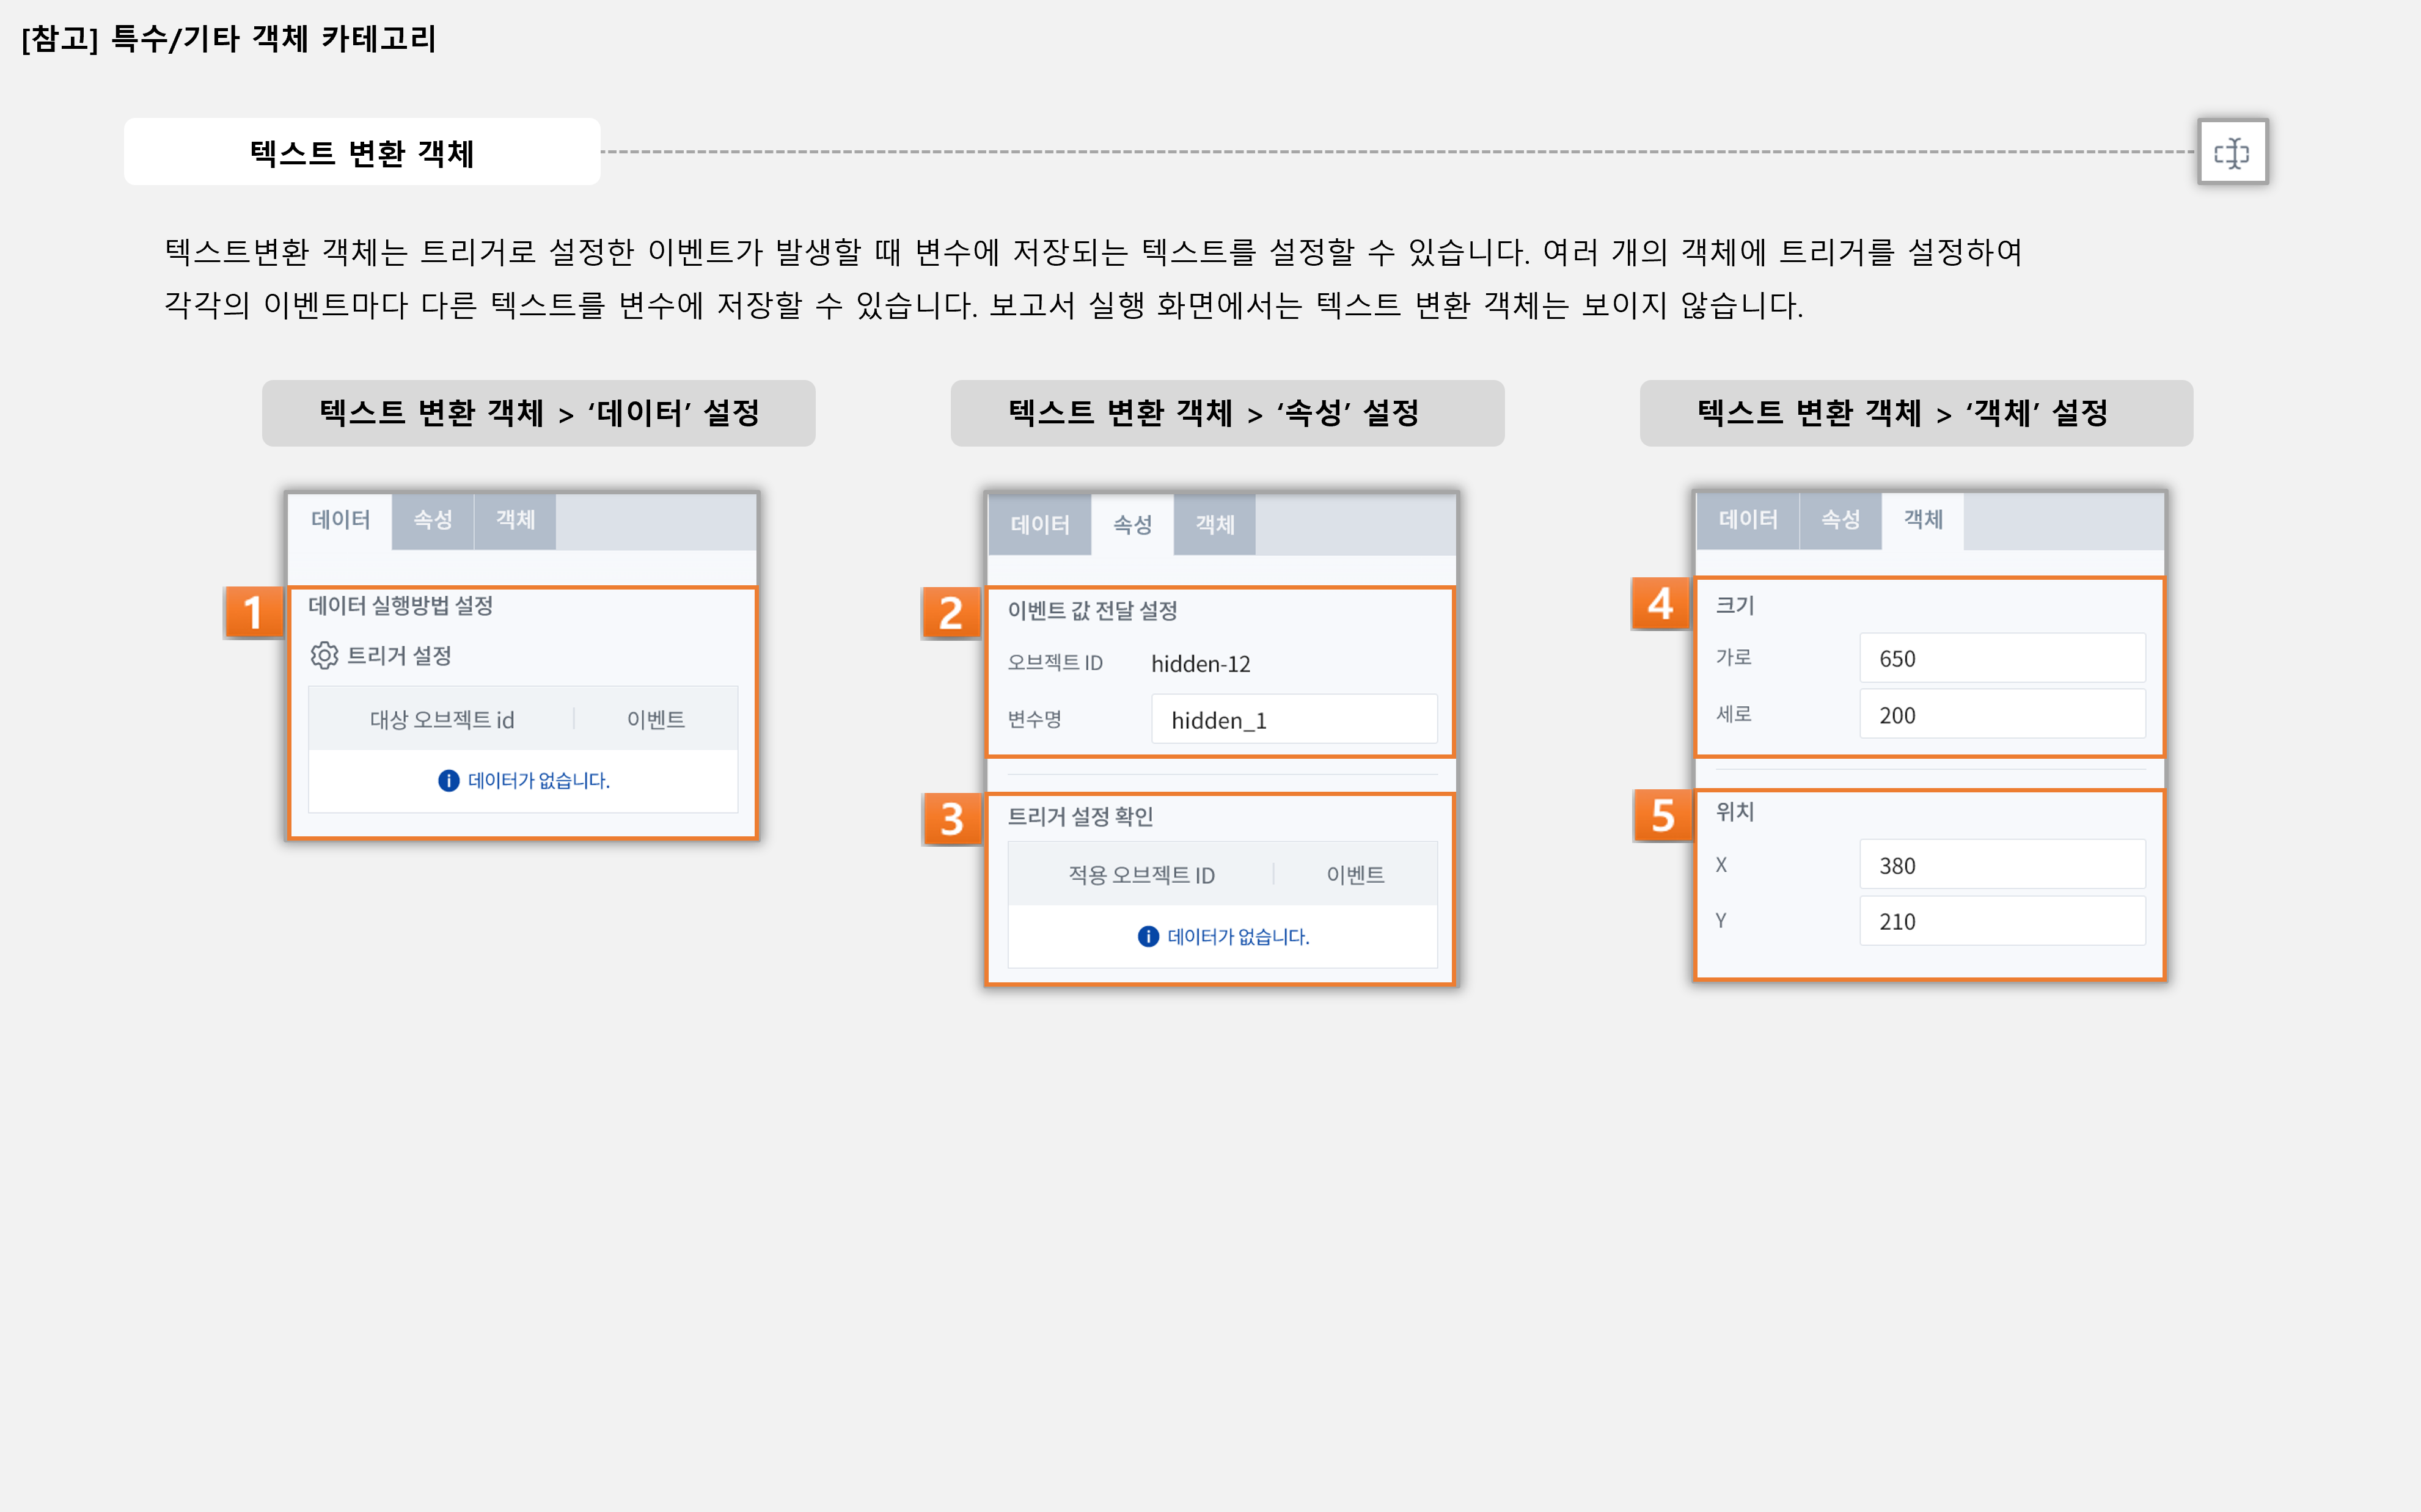 [참고] 특수/기타 객체 카테고리
텍스트 변환 객체
텍스트변환 객체는 트리거로 설정한 이벤트가 발생할 때 변수에 저장되는 텍스트를 설정할 수 있습니다. 여러 개의 객체에 트리거를 설정하여
각각의 이벤트마다 다른 텍스트를 변수에 저장할 수 있습니다. 보고서 실행 화면에서는 텍스트 변환 객체는 보이지 않습니다.
텍스트 변환 객체 > ‘데이터’ 설정
데이터 속성 객체
1
데이터 실행방법 설정
트리거 설정
대상 오브젝트 id 이벤트
데이터가 없습니다.
텍스트 변환 객체 > ‘속성’ 설정
데이터 속성 객체
2
이벤트 값 전달 설정
오브젝트 ID hidden-12
변수명 hidden_1
3
트리거 설정 확인
적용 오브젝트 ID 이벤트
데이터가 없습니다.
텍스트 변환 객체 > ‘객체’ 설정
데이터 속성 객체
4
크기
가로 650
세로 200
5
위치
X 380
Y 210